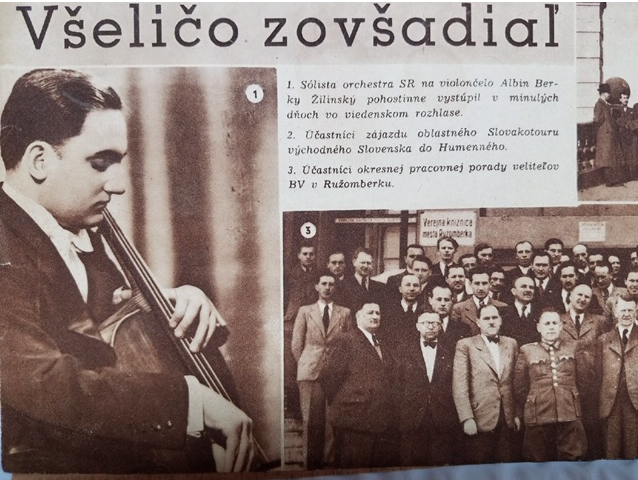 Všeličo zovšadiaľ
1
1. Sólista orchestra SR na violončelo Albin Ber-
ky Žilinský pohostinne vystúpil v minulých
dňoch vo viedenskom rozhlase.
2. Účastníci zájazdu oblastného Slovakotouru
východného Slovenska do Humenného.
3. Účastníci okresnej pracovnej porady veliteľov
BV v Ružomberku.
3
Verejná knižnica
mesta Ružomberka